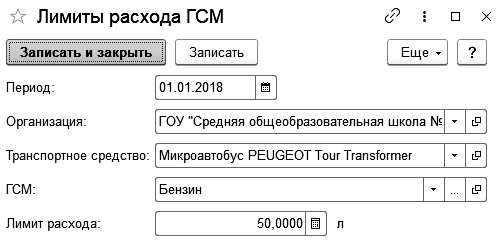 Лимиты расхода ГСМ
Записать и закрыть Записать Еще ?
Период: 01.01.2018
Организация: ГОУ "Средняя общеобразовательная школа №
Транспортное средство: Микроавтобус PEUGEOT Tour Transformer
ГСМ: Бензин ...
Лимит расхода: 50,0000 л